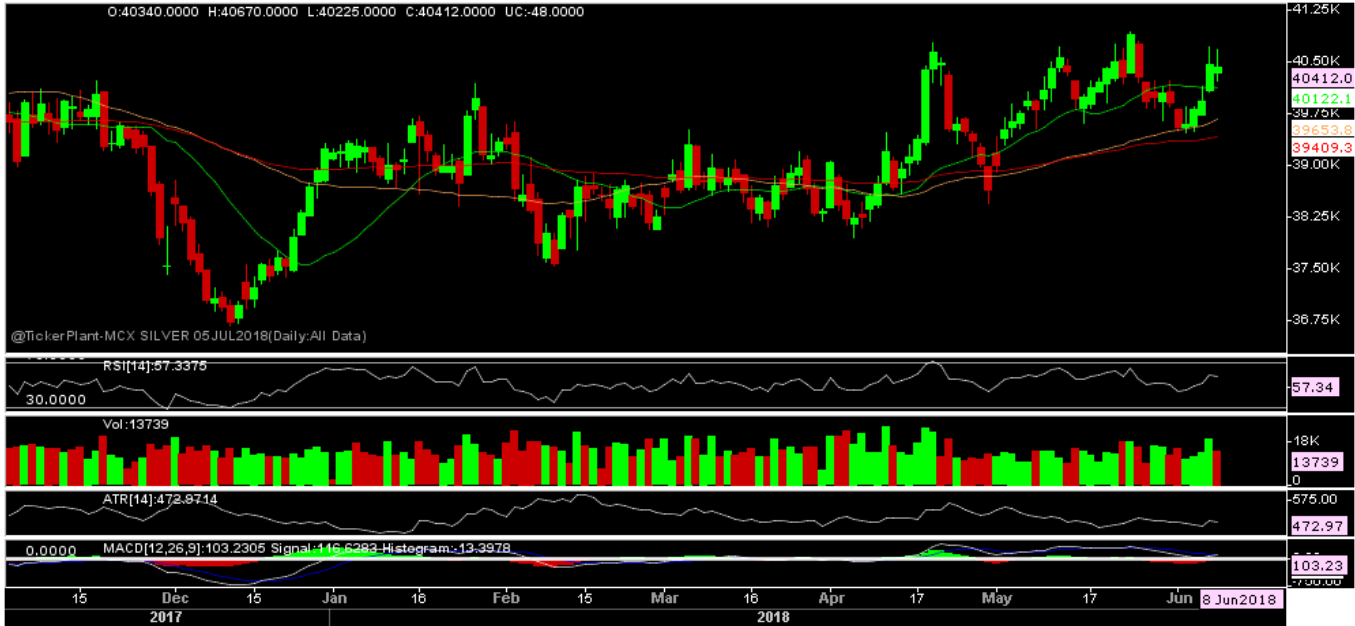 O:40340.0000 H:40670.0000 L:40225.0000 C:40412.0000 UC:-48.0000
41.25K
40.50K
40412.0
40122.1
39.75K
39653.8
39409.3
39.00K
38.25K
37.50K
36.75K
@TickerPlant-MCX SILVER 05JUL2018(Daily:All Data)
RSI[14]:57.3375
57.34
30.0000
Vol:13739
18K
13739
0
ATR[14]:472.9714
575.00
472.97
0.0000 MACD[12,26,9]:103.2305 Signal:116.6283 Histogram:-13.3978
103.23
-750.00
15 Dec 15 Jan 16 Feb 15 Mar 16 Apr 17 May 17 Jun 8 Jun2018
2017 2018